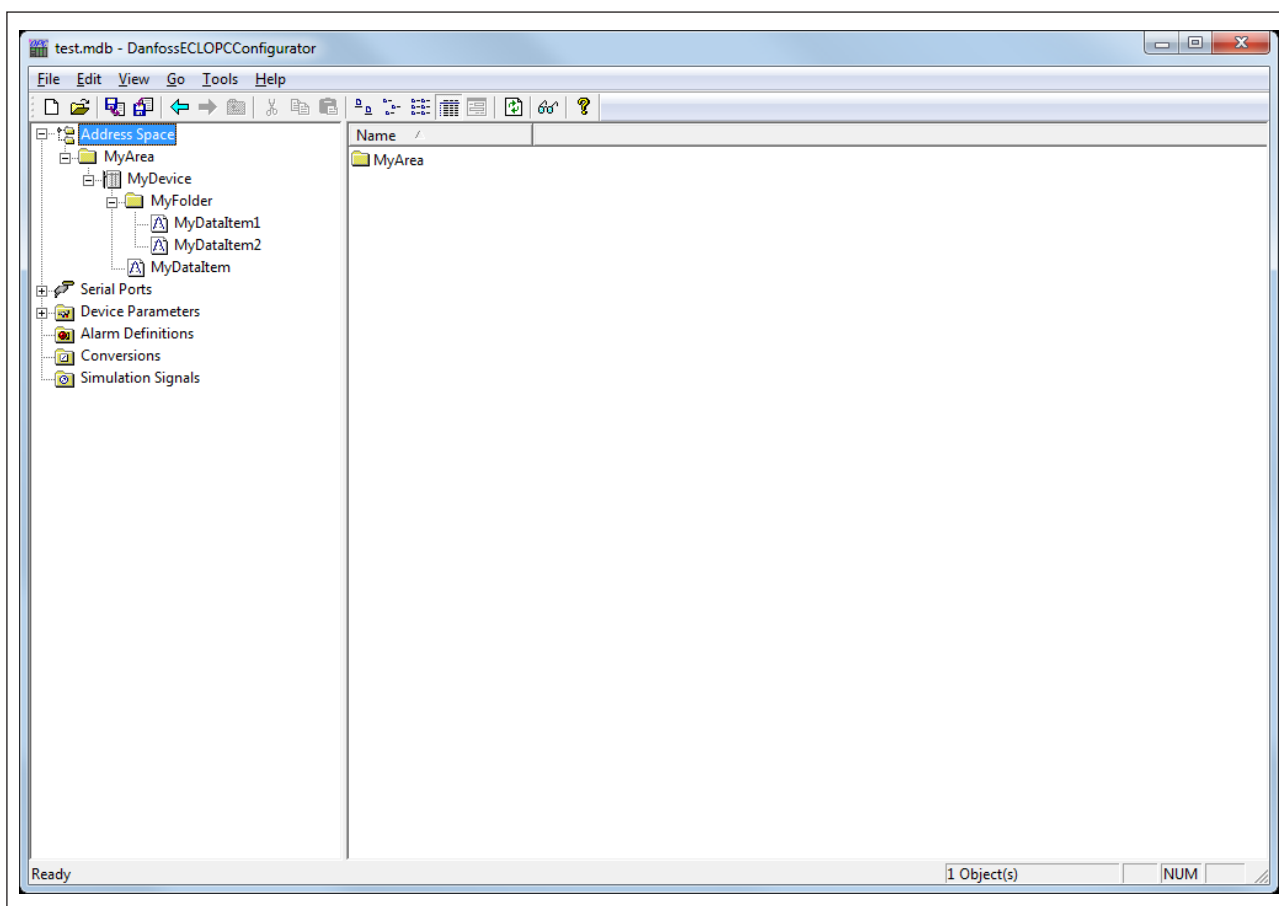 test.mdb - DanfossECLOPCConfigurator
File Edit View Go Tools Help
Address Space
MyArea
MyDevice
MyFolder
MyDataItem1
MyDataItem2
MyDataItem
Serial Ports
Device Parameters
Alarm Definitions
Conversions
Simulation Signals
Name
MyArea
Ready
1 Object(s)
NUM